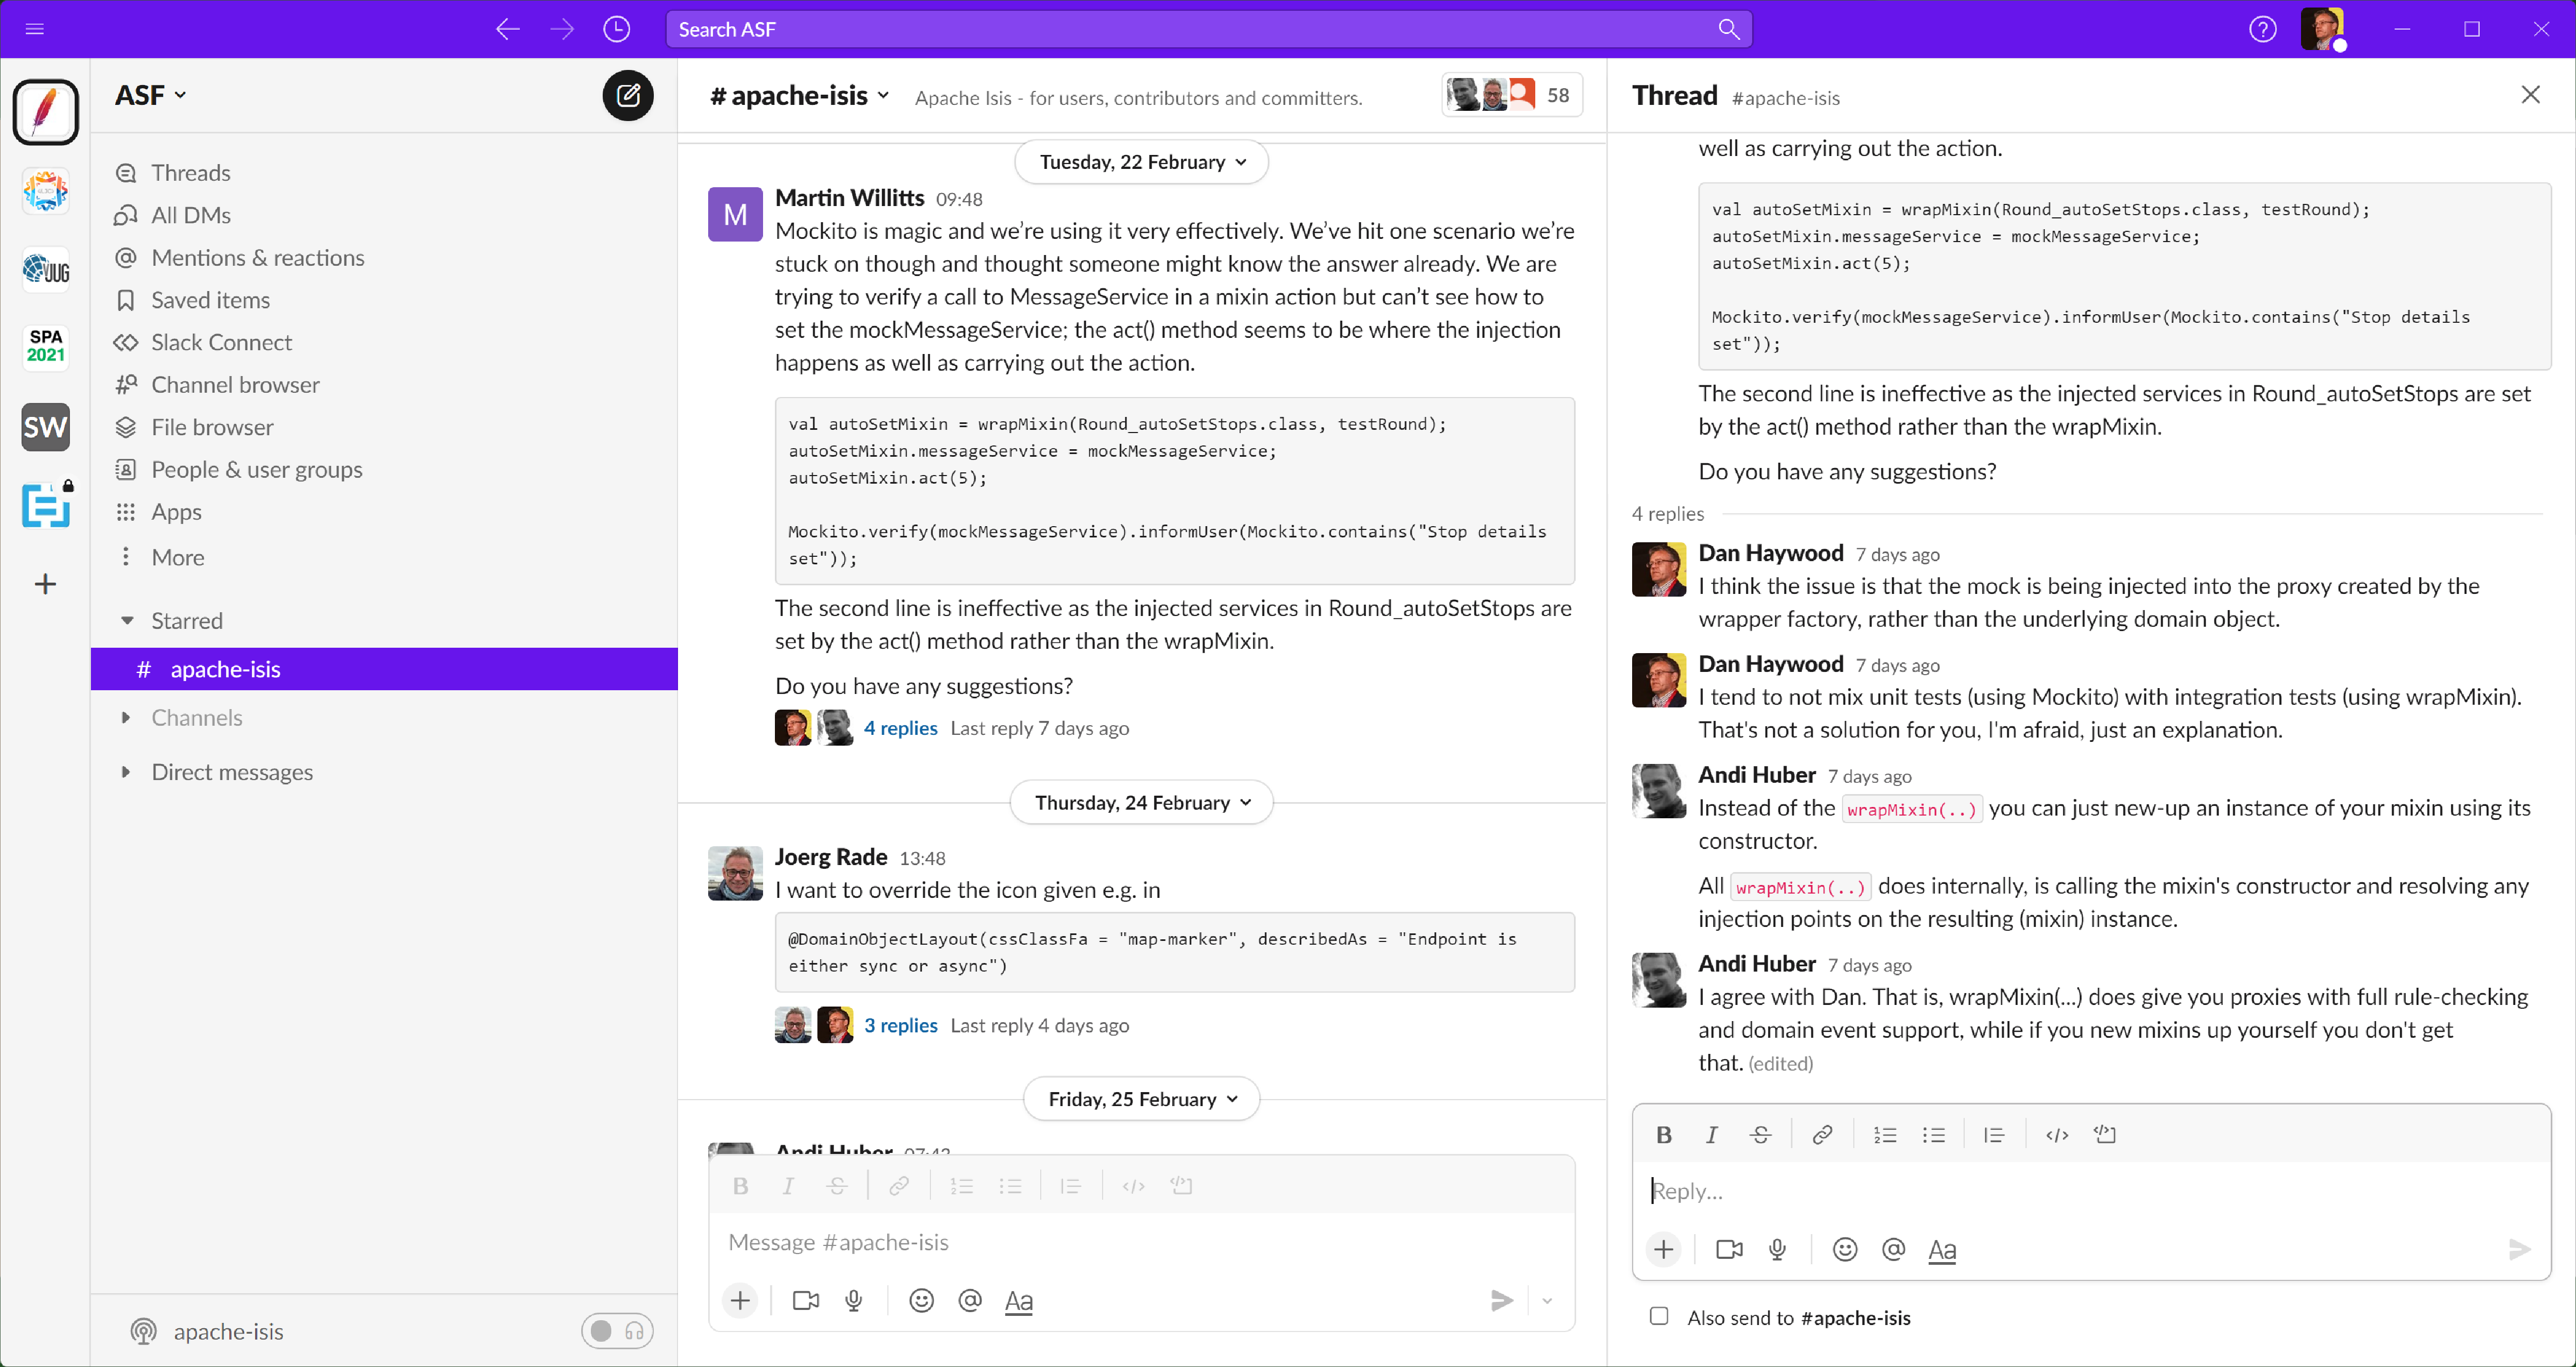 Search ASF
ASF
# apache-isis
Apache Isis - for users, contributors and committers.
58
Thread #apache-isis
JUG
SPA
2021
SW
Threads
All DMs
Mentions & reactions
Saved items
Slack Connect
Channel browser
File browser
People & user groups
Apps
More
Starred
# apache-isis
Channels
Direct messages
apache-isis
Tuesday, 22 February
M
Martin Willitts 09:48
Mockito is magic and we’re using it very effectively. We’ve hit one scenario we’re
stuck on though and thought someone might know the answer already. We are
trying to verify a call to MessageService in a mixin action but can’t see how to
set the mockMessageService; the act() method seems to be where the injection
happens as well as carrying out the action.
val autoSetMixin = wrapMixin(Round_autoSetStops.class, testRound);
autoSetMixin.messageService = mockMessageService;
autoSetMixin.act(5);
Mockito.verify(mockMessageService).informUser(Mockito.contains("Stop details
set"));
The second line is ineffective as the injected services in Round_autoSetStops are
set by the act() method rather than the wrapMixin.
Do you have any suggestions?
4 replies Last reply 7 days ago
Thursday, 24 February
Joerg Rade 13:48
I want to override the icon given e.g. in
@DomainObjectLayout(cssClassFa = "map-marker", describedAs = "Endpoint is
either sync or async")
3 replies Last reply 4 days ago
Friday, 25 February
Andi Huber 07:43
Message #apache-isis
Aa
well as carrying out the action.
val autoSetMixin = wrapMixin(Round_autoSetStops.class, testRound);
autoSetMixin.messageService = mockMessageService;
autoSetMixin.act(5);
Mockito.verify(mockMessageService).informUser(Mockito.contains("Stop details
set"));
The second line is ineffective as the injected services in Round_autoSetStops are set
by the act() method rather than the wrapMixin.
Do you have any suggestions?
4 replies
Dan Haywood 7 days ago
I think the issue is that the mock is being injected into the proxy created by the
wrapper factory, rather than the underlying domain object.
Dan Haywood 7 days ago
I tend to not mix unit tests (using Mockito) with integration tests (using wrapMixin).
That's not a solution for you, I'm afraid, just an explanation.
Andi Huber 7 days ago
Instead of the wrapMixin(..) you can just new-up an instance of your mixin using its
constructor.
All wrapMixin(..) does internally, is calling the mixin's constructor and resolving any
injection points on the resulting (mixin) instance.
Andi Huber 7 days ago
I agree with Dan. That is, wrapMixin(...) does give you proxies with full rule-checking
and domain event support, while if you new mixins up yourself you don't get
that. (edited)
Reply...
Aa
Also send to #apache-isis